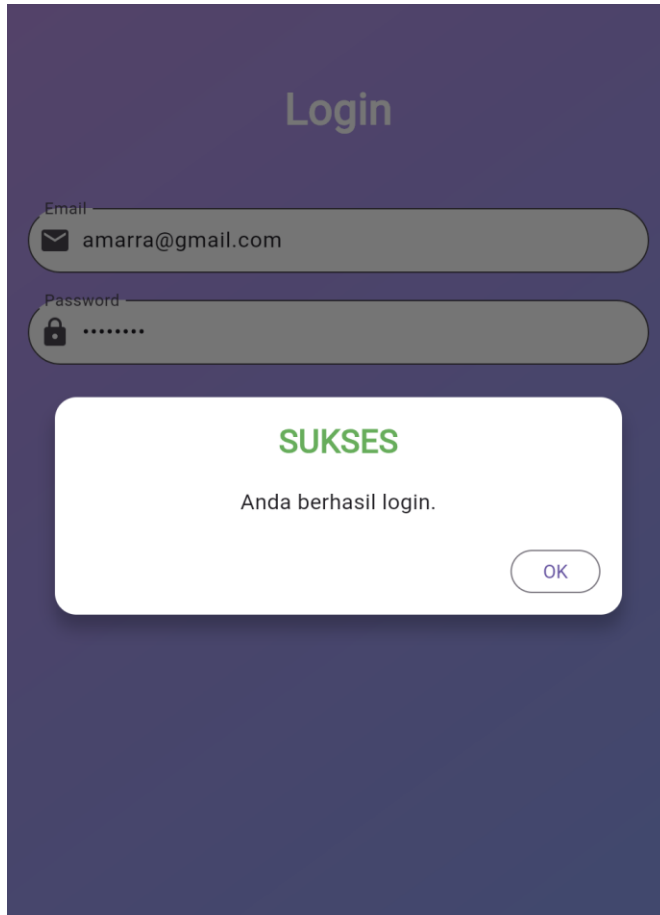 Login
Email
amarra@gmail.com
Password
••••••••
SUKSES
Anda berhasil login.
OK